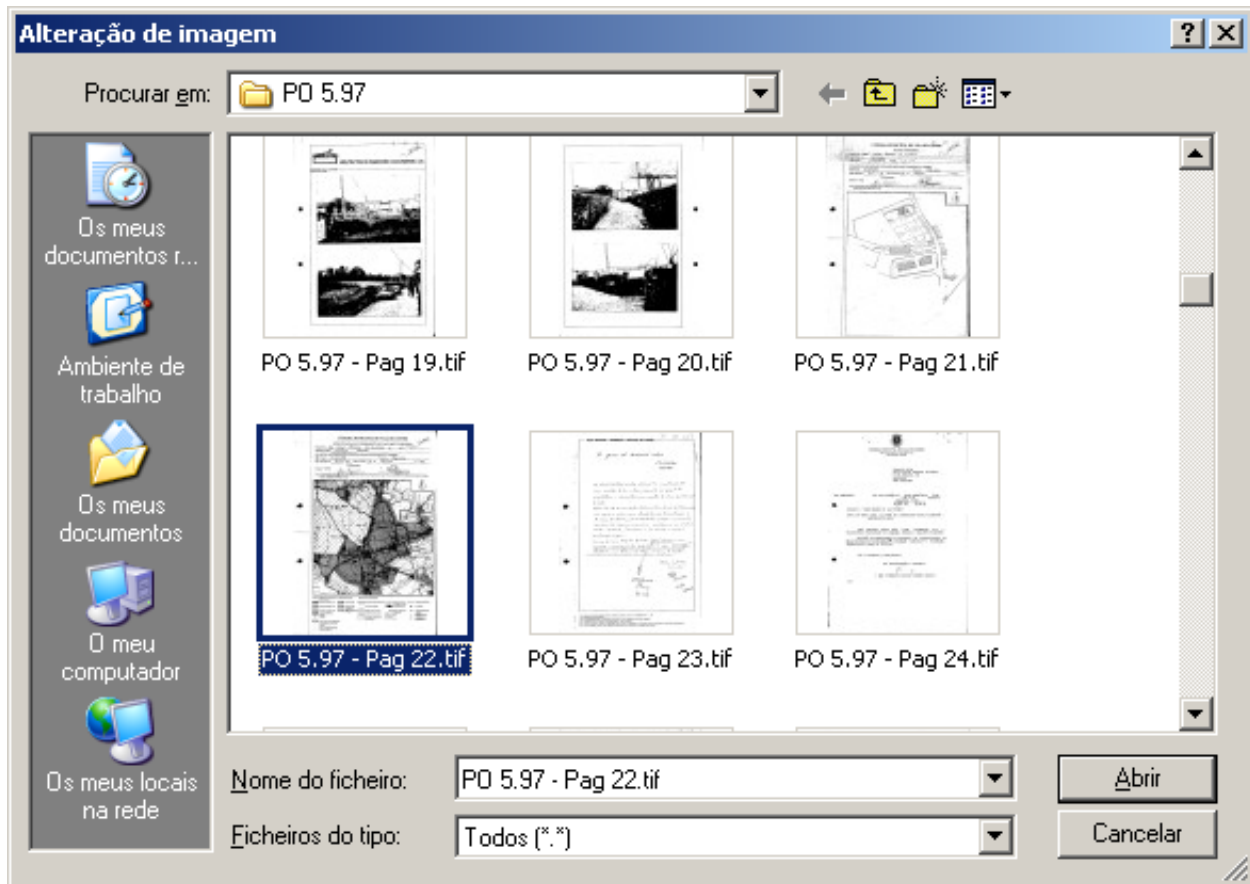 Alteração de imagem
Procurar em:
PO 5.97
Os meus
documentos r...
Ambiente de
trabalho
Os meus
documentos
O meu
computador
Os meus locais
na rede
PO 5.97 - Pag 19.tif
PO 5.97 - Pag 20.tif
PO 5.97 - Pag 21.tif
PO 5.97 - Pag 22.tif
PO 5.97 - Pag 23.tif
PO 5.97 - Pag 24.tif
Nome do ficheiro:
PO 5.97 - Pag 22.tif
Abrir
Ficheiros do tipo:
Todos (*.*)
Cancelar